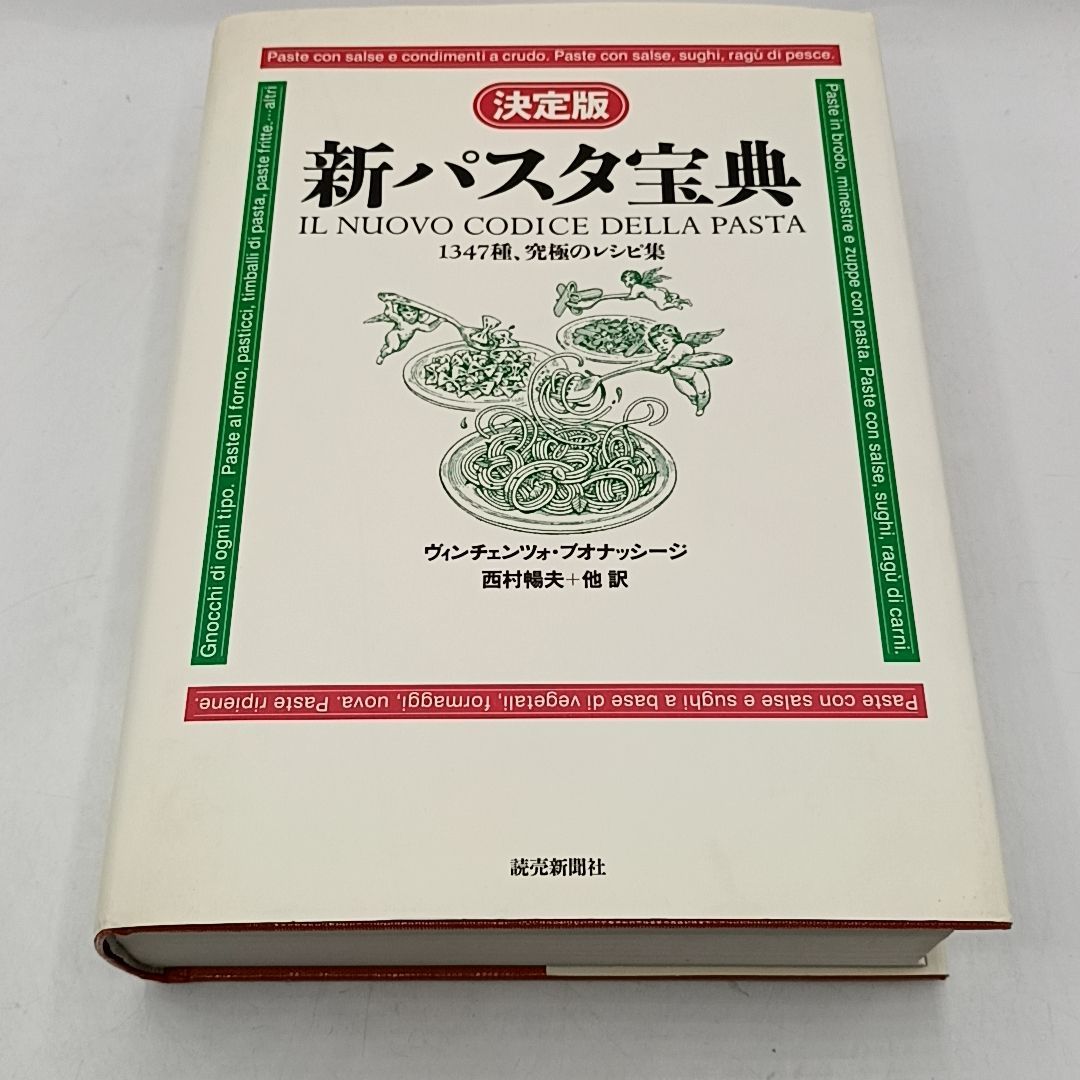 Paste con salse e condimenti a crudo. Paste con salse, sughi, ragù di pesce.
決定版
新パスタ宝典
IL NUOVO CODICE DELLA PASTA
1347種、究極のレシピ集
Paste in brodo, minestre e zuppe con pasta. Paste con salse, sughi, ragù di carni.
Paste con salse e sughi a base di vegetali, formaggi, uova. Paste ripiene.
Gnocchi di ogni tipo. Paste al forno, pasticci, timballi di pasta, paste fritte.…altri
ヴィンチェンツォ・ブオナッシージ
西村暢夫＋他 訳
読売新聞社